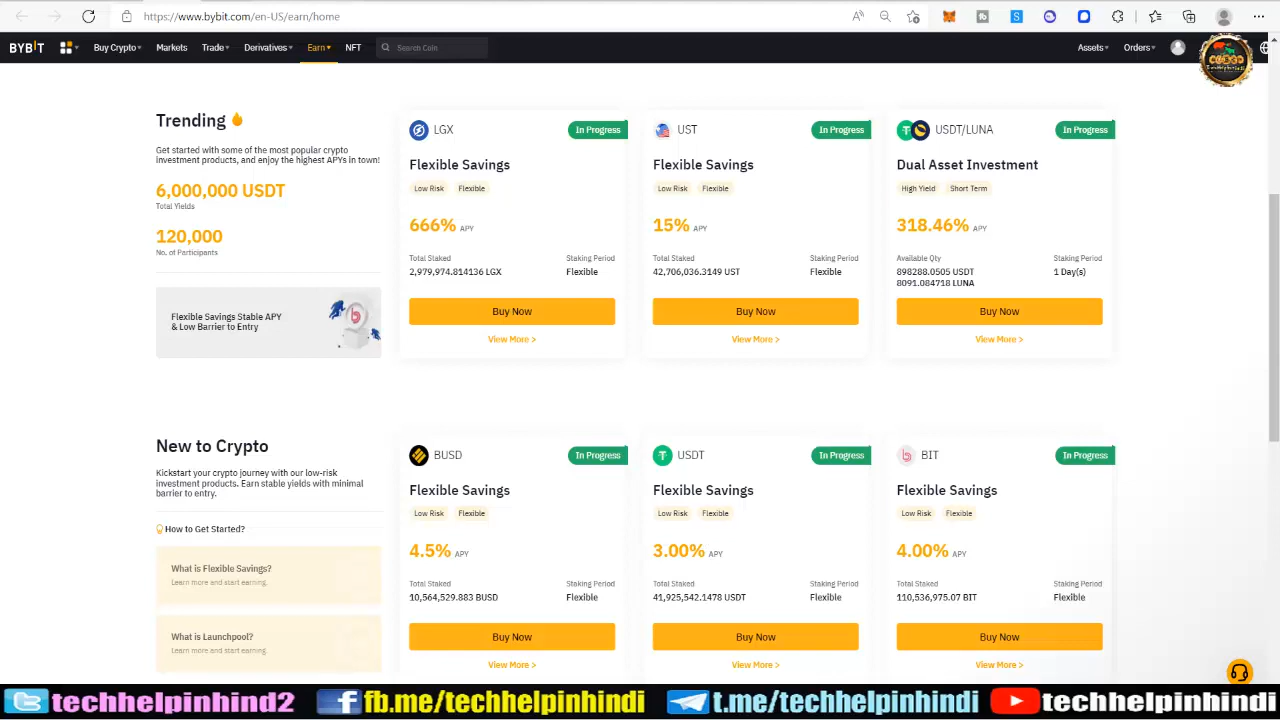 https://www.bybit.com/en-US/earn/home
BYBIT
Buy Crypto
Markets
Trade
Derivatives
Earn
NFT
Search Coin
Assets
Orders
Trending
Get started with some of the most popular crypto
investment products, and enjoy the highest APYs in town!
6,000,000 USDT
Total Yields
120,000
No. of Participants
Flexible Savings Stable APY
& Low Barrier to Entry
LGX
In Progress
Flexible Savings
Low Risk
Flexible
666% APY
Total Staked
Staking Period
2,979,974.814136 LGX
Flexible
Buy Now
View More >
UST
In Progress
Flexible Savings
Low Risk
Flexible
15% APY
Total Staked
Staking Period
42,706,036.3149 UST
Flexible
Buy Now
View More >
USDT/LUNA
In Progress
Dual Asset Investment
High Yield
Short Term
318.46% APY
Available Qty
Staking Period
898288.0505 USDT
1 Day(s)
8091.084718 LUNA
Buy Now
View More >
New to Crypto
Kickstart your crypto journey with our low-risk
investment products. Earn stable yields with minimal
barrier to entry.
How to Get Started?
What is Flexible Savings?
Learn more and start earning.
What is Launchpool?
Learn more and start earning.
BUSD
In Progress
Flexible Savings
Low Risk
Flexible
4.5% APY
Total Staked
Staking Period
10,564,529.883 BUSD
Flexible
Buy Now
View More >
USDT
In Progress
Flexible Savings
Low Risk
Flexible
3.00% APY
Total Staked
Staking Period
41,925,542.1478 USDT
Flexible
Buy Now
View More >
BIT
In Progress
Flexible Savings
Low Risk
Flexible
4.00% APY
Total Staked
Staking Period
110,536,975.07 BIT
Flexible
Buy Now
View More >
techhelpinhind2
fb.me/techhelpinhindi
t.me/techhelpinhindi
techhelpinhindi